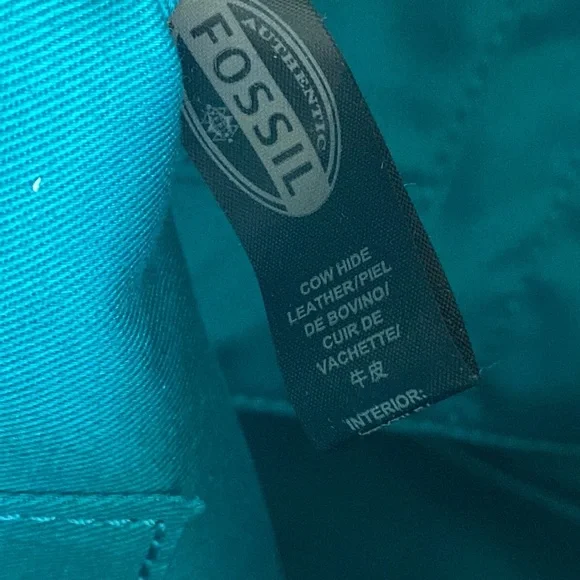 AUTHENTIC
FOSSIL
COW HIDE
LEATHER/PIEL
DE BOVINO/
CUIR DE
VACHETTE/
牛皮
INTERIOR: